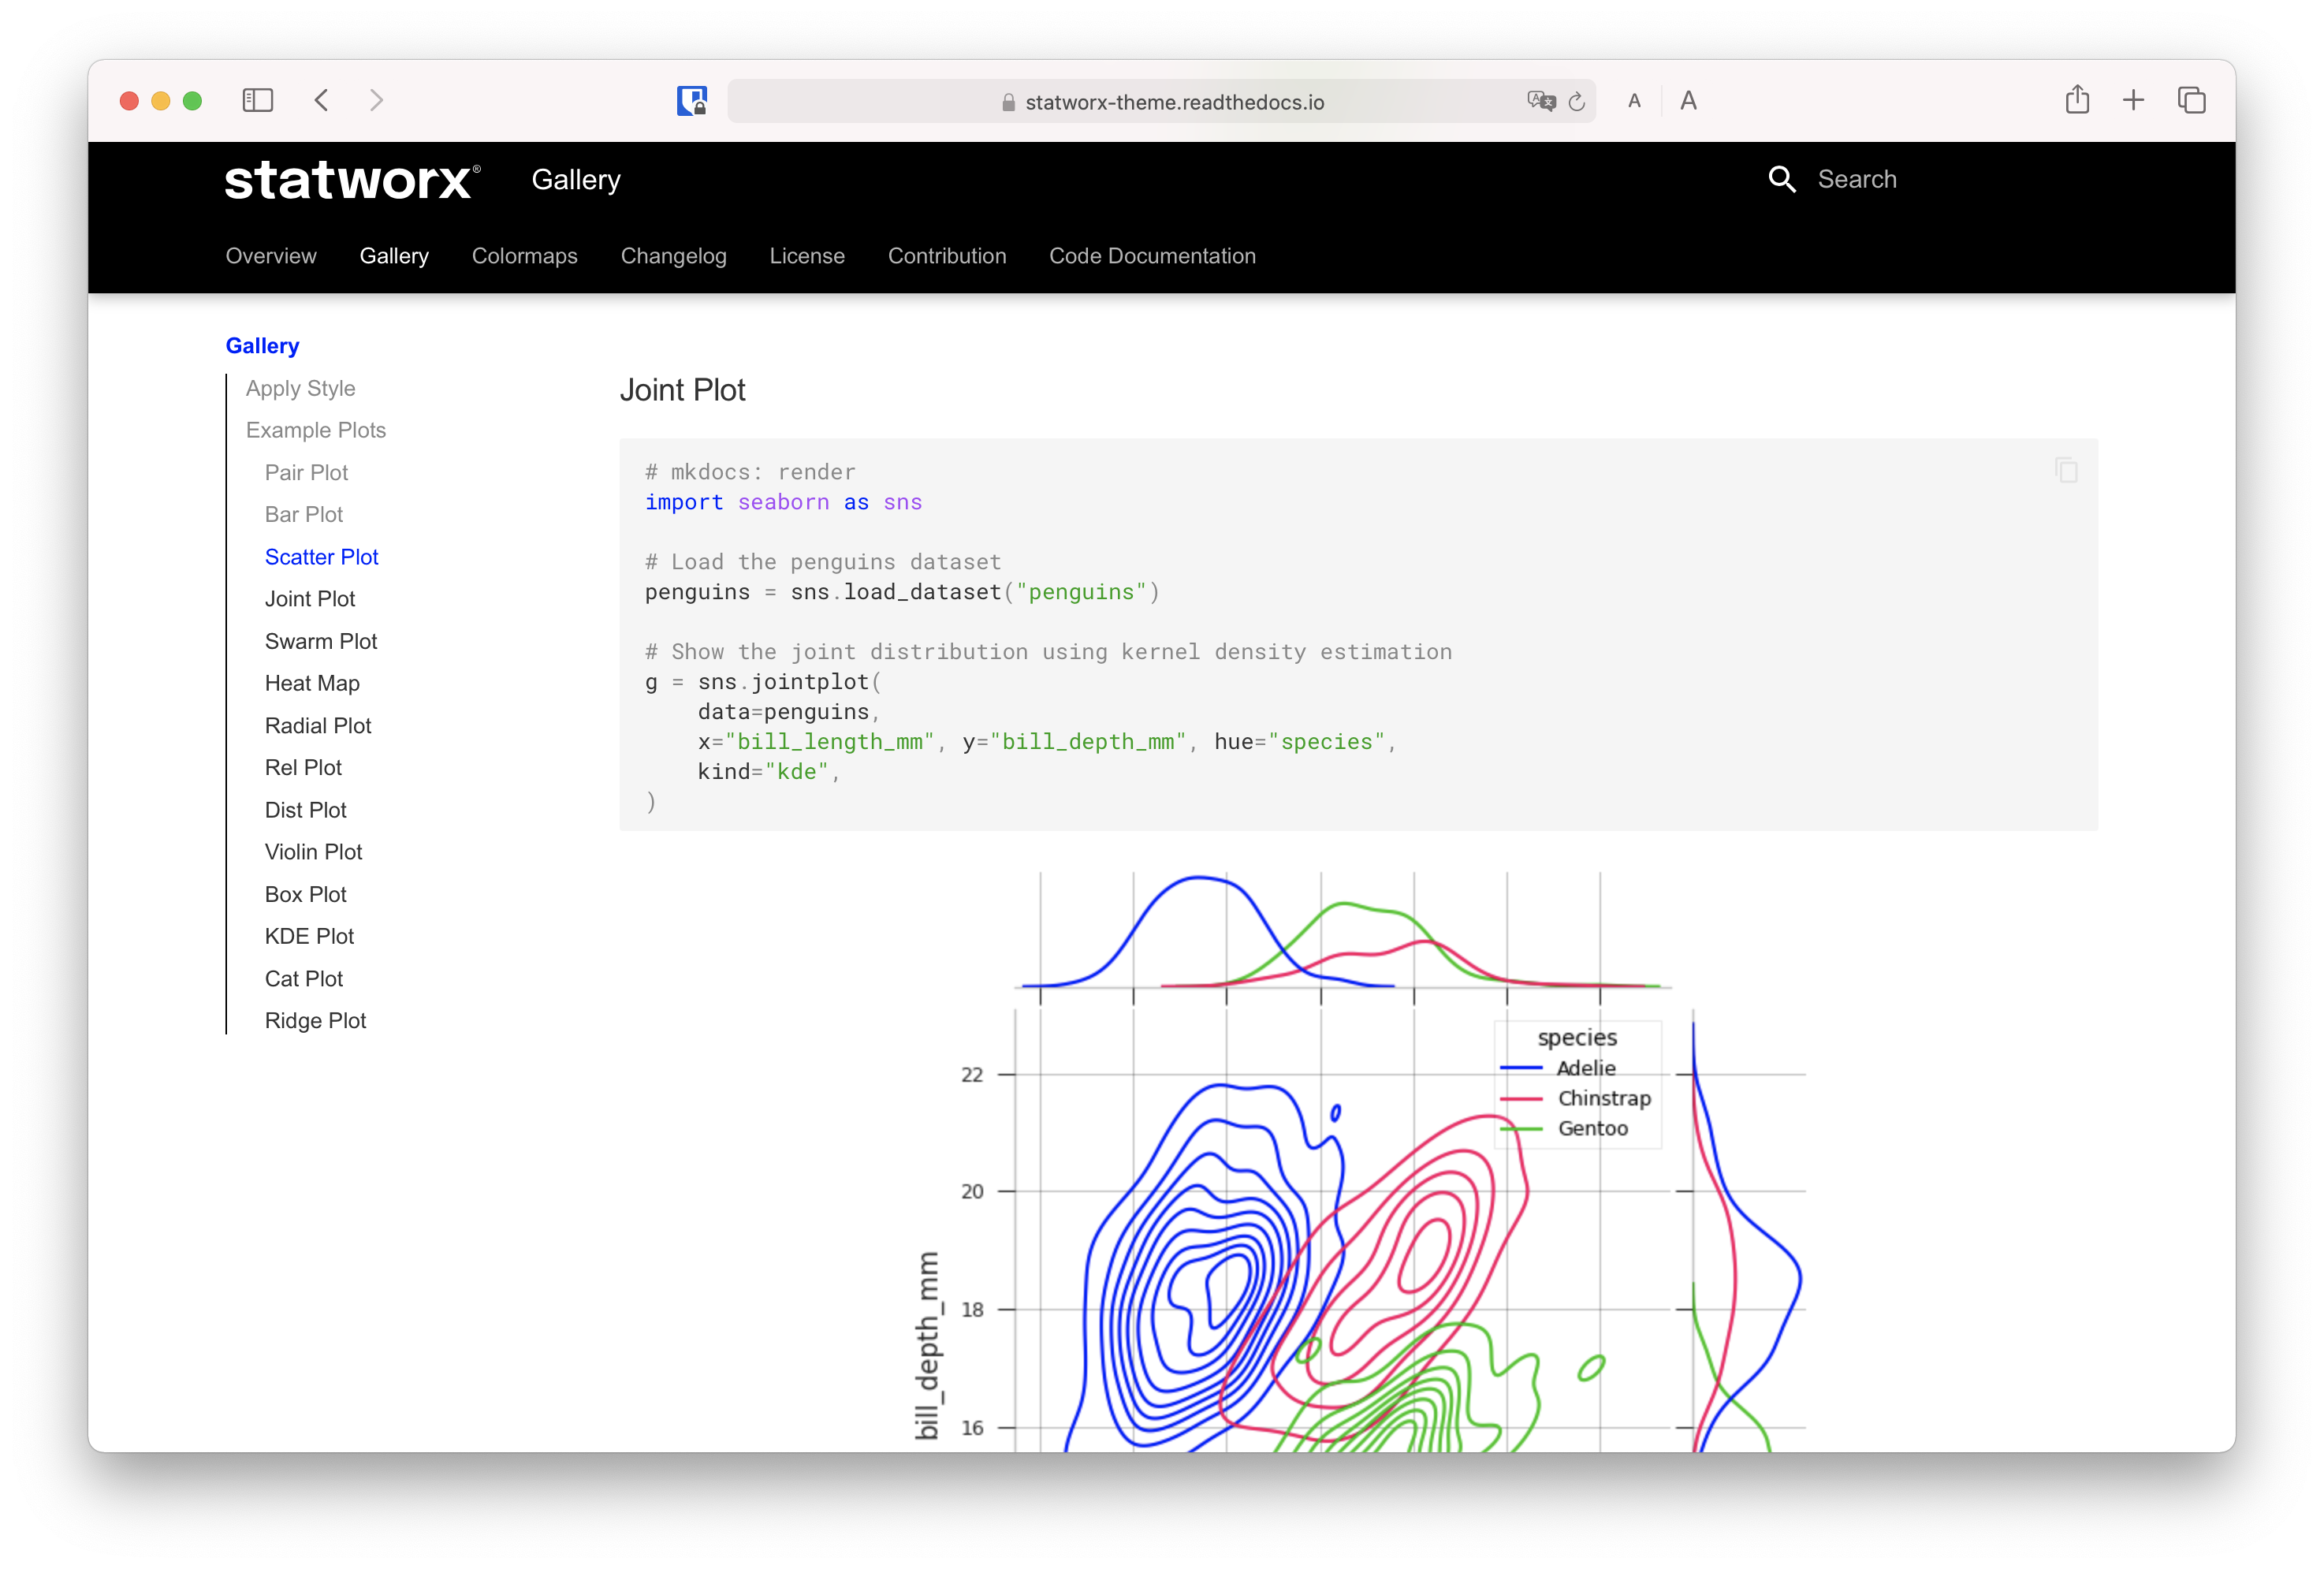 statworx-theme.readthedocs.io
A
A
statworx®
Gallery
Search
Overview
Gallery
Colormaps
Changelog
License
Contribution
Code Documentation
Gallery
Apply Style
Example Plots
Pair Plot
Bar Plot
Scatter Plot
Joint Plot
Swarm Plot
Heat Map
Radial Plot
Rel Plot
Dist Plot
Violin Plot
Box Plot
KDE Plot
Cat Plot
Ridge Plot
Joint Plot
# mkdocs: render
import seaborn as sns
# Load the penguins dataset
penguins = sns.load_dataset("penguins")
# Show the joint distribution using kernel density estimation
g = sns.jointplot(
    data=penguins,
    x="bill_length_mm", y="bill_depth_mm", hue="species",
    kind="kde",
)
species
Adelie
Chinstrap
Gentoo
22
20
18
16
bill_depth_mm